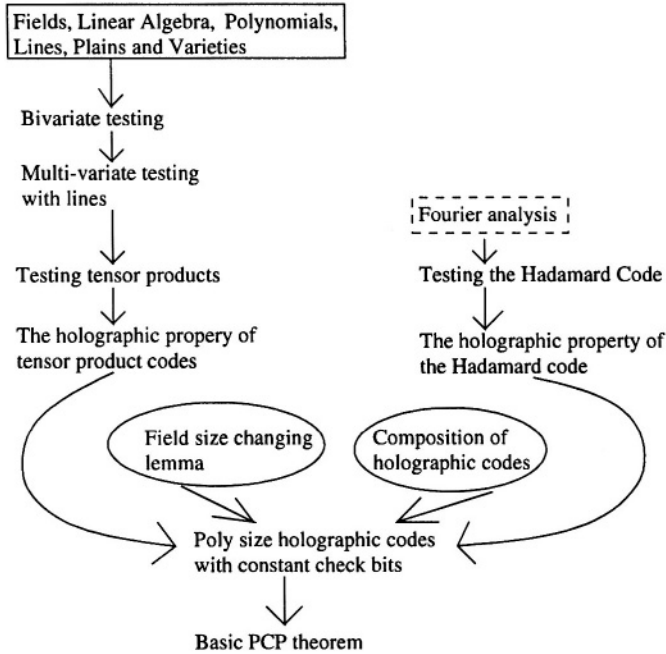 Fields, Linear Algebra, Polynomials,
Lines, Plains and Varieties
Bivariate testing
Multi-variate testing
with lines
Fourier analysis
Testing tensor products
Testing the Hadamard Code
The holographic propery of
tensor product codes
The holographic property of
the Hadamard code
Field size changing
lemma
Composition of
holographic codes
Poly size holographic codes
with constant check bits
Basic PCP theorem